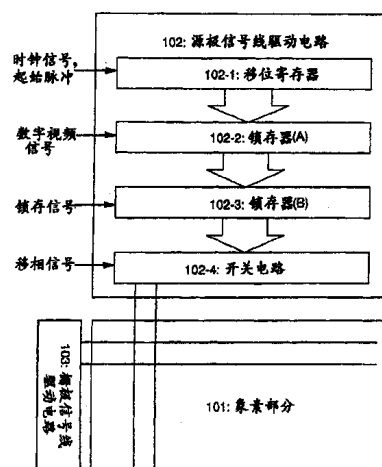 102: 源极信号线驱动电路
时钟信号,
起始脉冲
102-1: 移位寄存器
数字视频
信号
102-2: 锁存器(A)
锁存信号
102-3: 锁存器(B)
移相信号
102-4: 开关电路
103: 栅极信号线
驱动电路
101: 象素部分